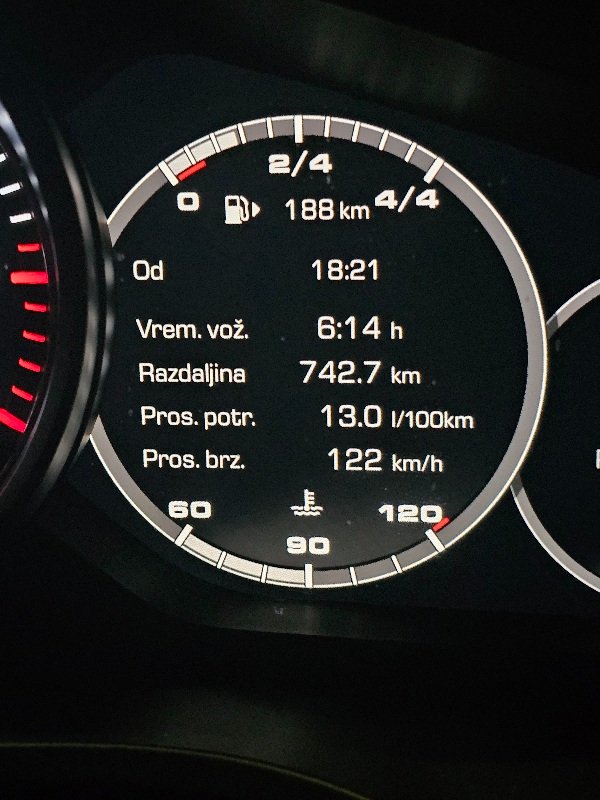 2/4
0 4/4
188 km
Od 18:21
Vrem. vož. 6:14 h
Razdaljina 742.7 km
Pros. potr. 13.0 l/100km
Pros. brz. 122 km/h
60 120
90